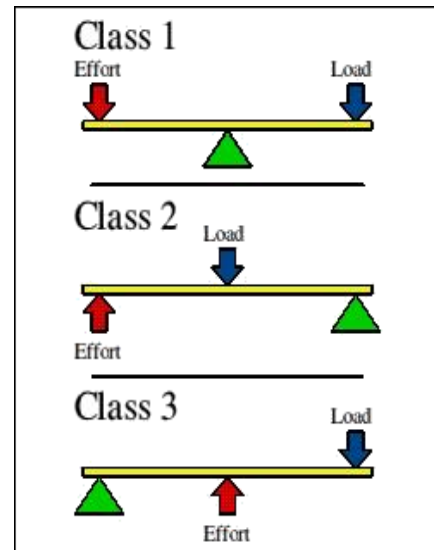 Class 1
Effort Load
Class 2
Load
Effort
Class 3
Load
Effort